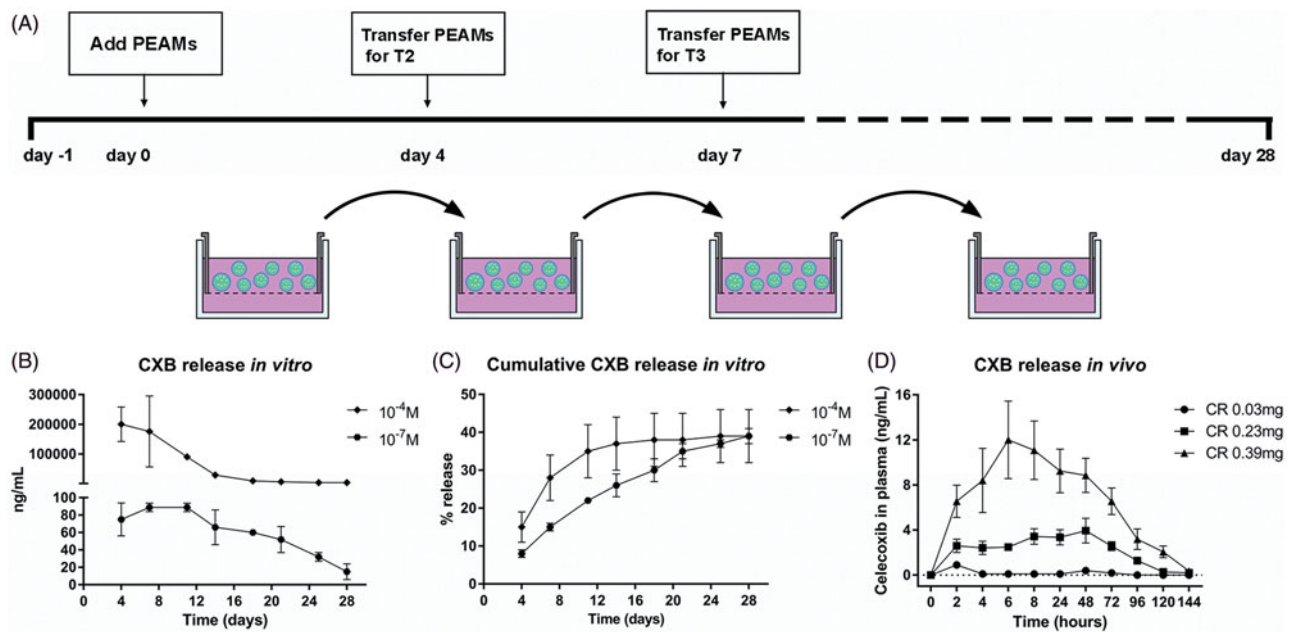 (A)
Add PEAMs
Transfer PEAMs
for T2
Transfer PEAMs
for T3
day -1
day 0
day 4
day 7
day 28
(B)
CXB release in vitro
300000
200000
100000
100
80
60
40
20
0
ng/mL
0 4 8 12 16 20 24 28
Time (days)
10⁻⁴M
10⁻⁷M
(C)
Cumulative CXB release in vitro
50
40
30
20
10
0
% release
0 4 8 12 16 20 24 28
Time (days)
10⁻⁴M
10⁻⁷M
(D)
CXB release in vivo
16
12
8
4
0
Celecoxib in plasma (ng/mL)
0 2 4 6 8 24 48 72 96 120 144
Time (hours)
CR 0.03mg
CR 0.23mg
CR 0.39mg